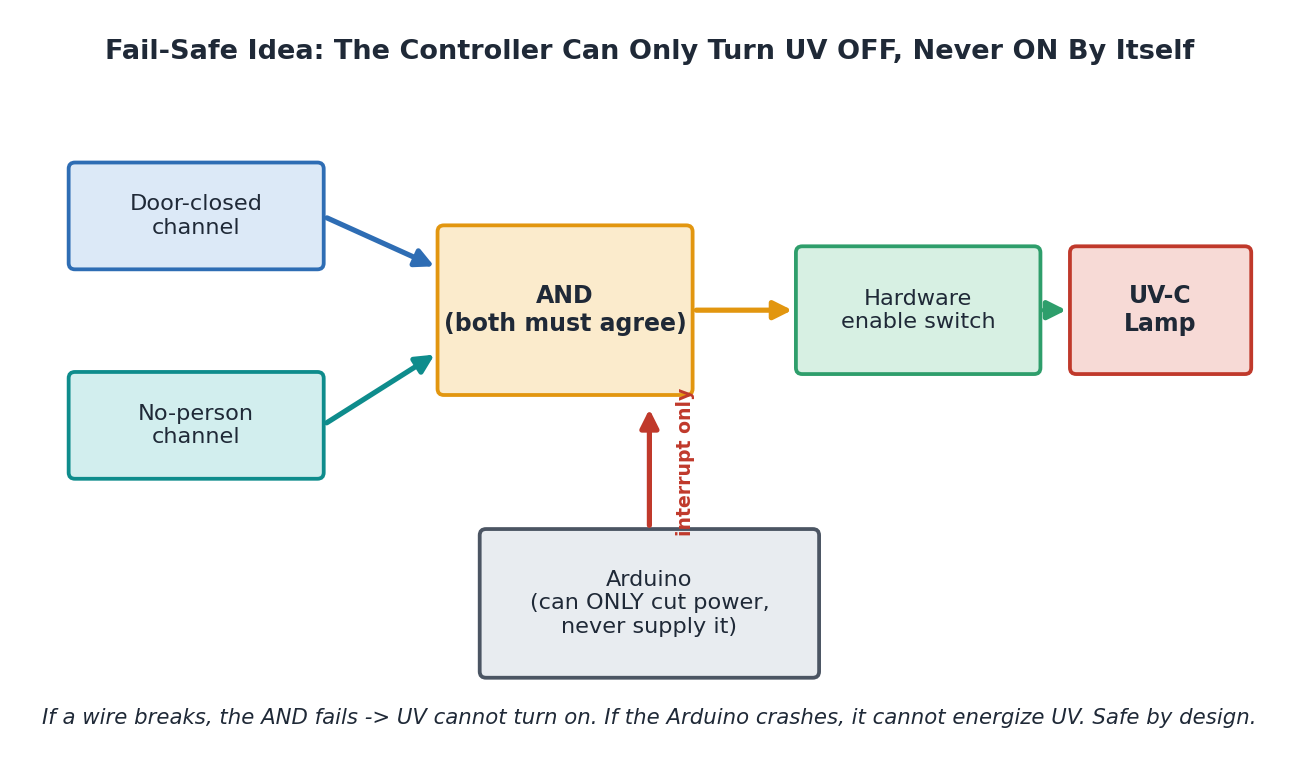 Fail-Safe Idea: The Controller Can Only Turn UV OFF, Never ON By Itself
Door-closed
channel
AND
(both must agree)
Hardware
enable switch
UV-C
Lamp
No-person
channel
interrupt only
Arduino
(can ONLY cut power,
never supply it)
If a wire breaks, the AND fails -> UV cannot turn on. If the Arduino crashes, it cannot energize UV. Safe by design.